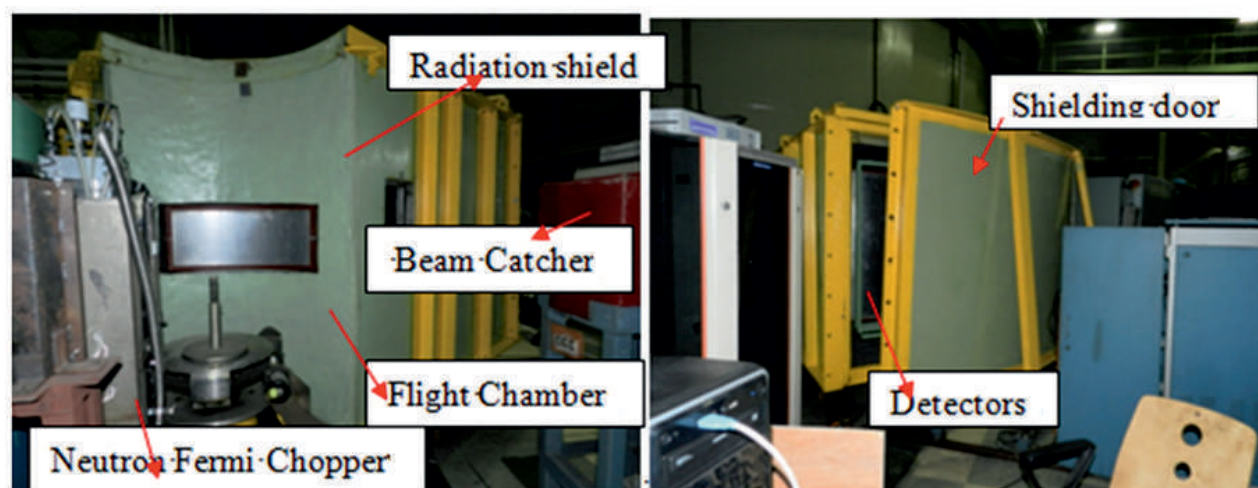 Radiation shield
Shielding door
Beam Catcher
Flight Chamber
Detectors
Neutron Fermi Chopper